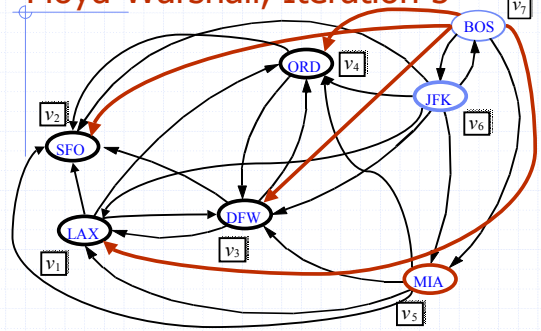 Floyd-Warshall, Iteration 5
v7
BOS
ORD
v4
JFK
v2
v6
SFO
DFW
LAX
v3
v1
MIA
v5